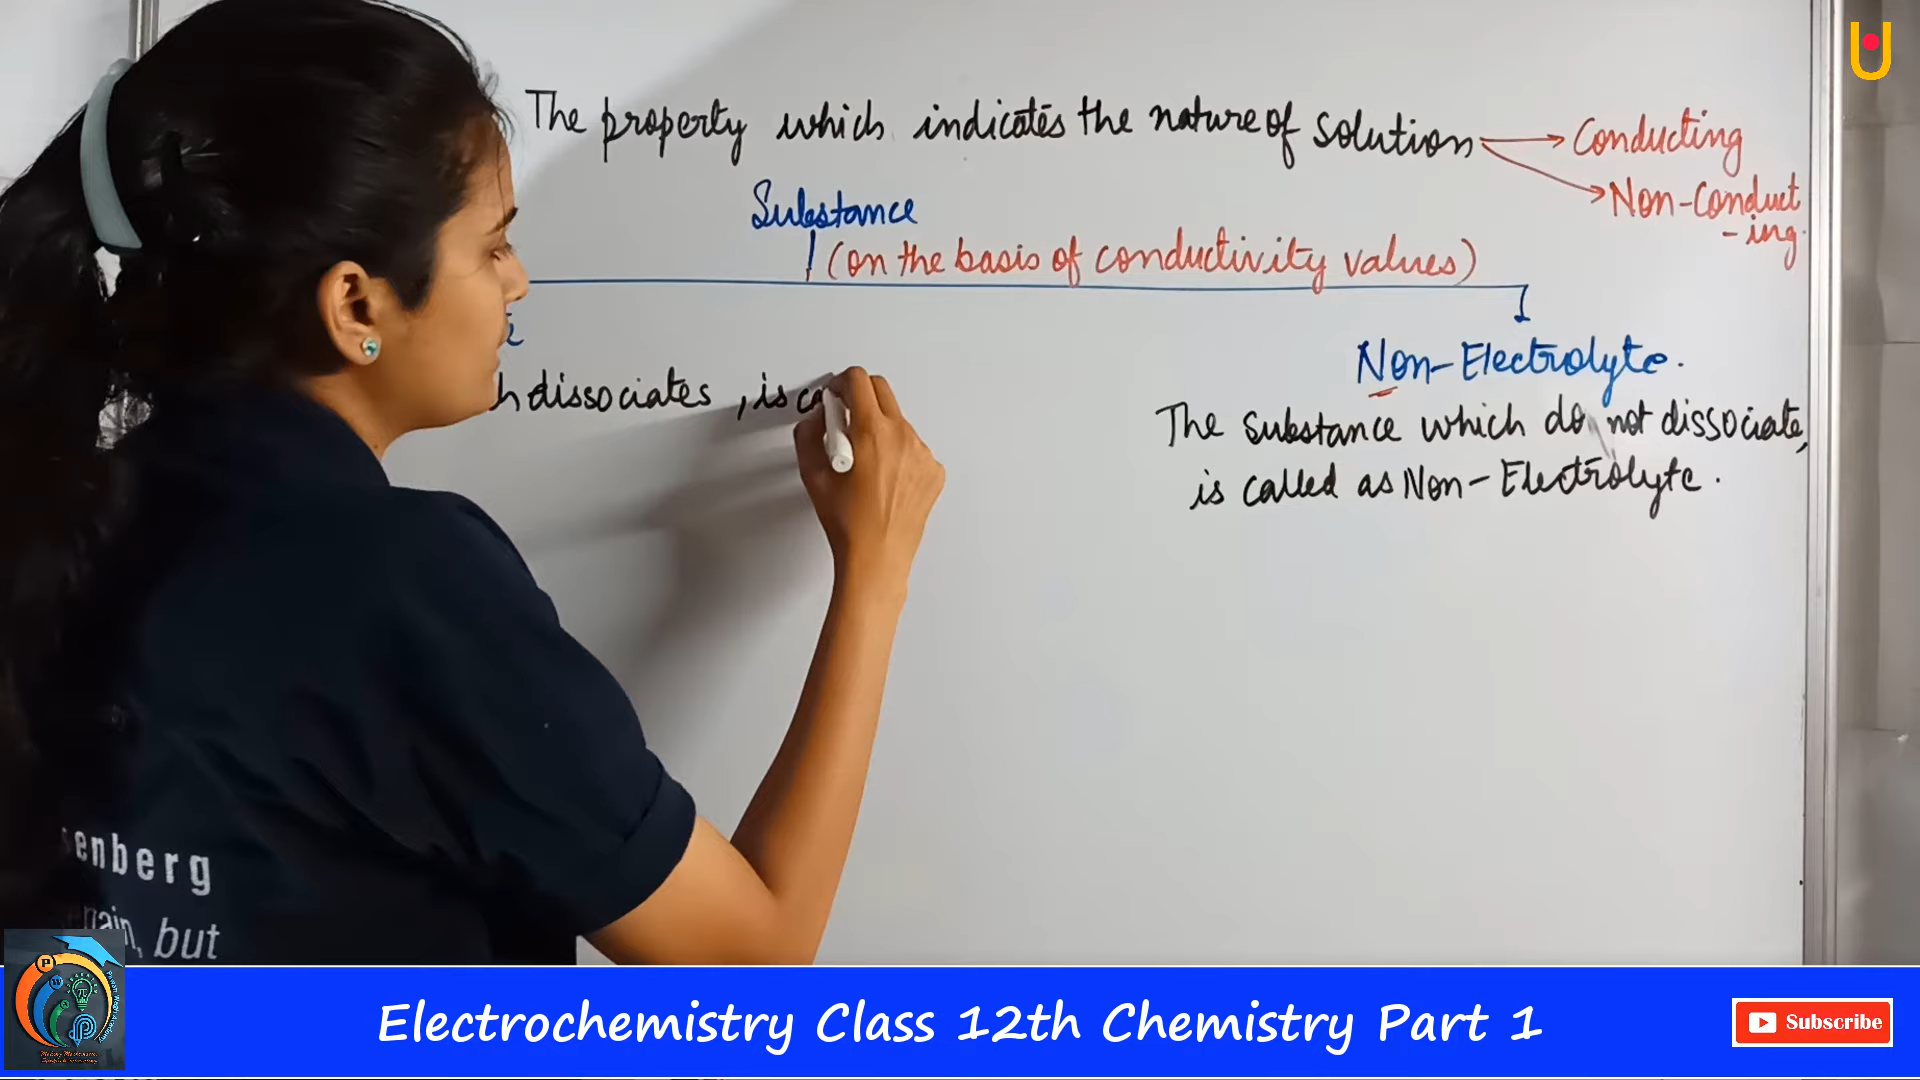 The property which indicates the nature of solution
Conducting
Non-Conduct
-ing.
Substance
(on the basis of conductivity values)
Non-Electrolyte.
dissociates, is ca
The substance which do not dissociate,
is called as Non-Electrolyte.
enberg
but
Electrochemistry Class 12th Chemistry Part 1
Subscribe